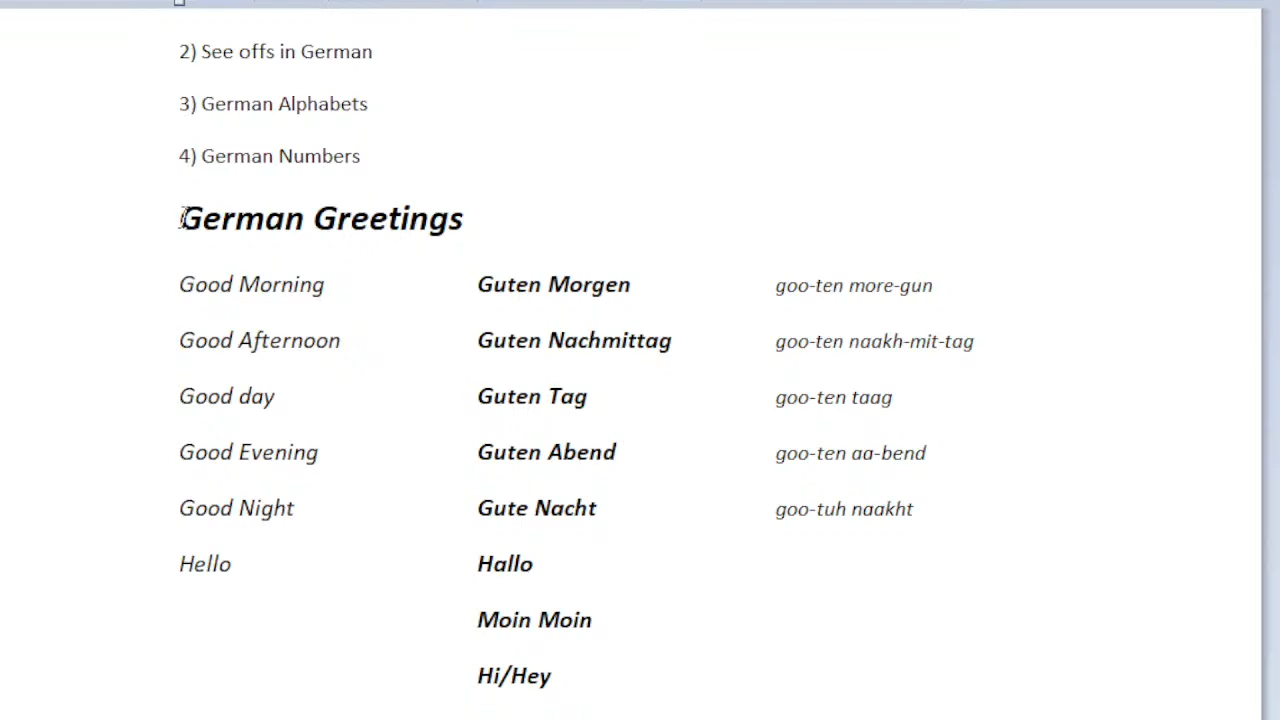 2) See offs in German
3) German Alphabets
4) German Numbers
German Greetings
Good Morning Guten Morgen goo-ten more-gun
Good Afternoon Guten Nachmittag goo-ten naakh-mit-tag
Good day Guten Tag goo-ten taag
Good Evening Guten Abend goo-ten aa-bend
Good Night Gute Nacht goo-tuh naakht
Hello Hallo
Moin Moin
Hi/Hey